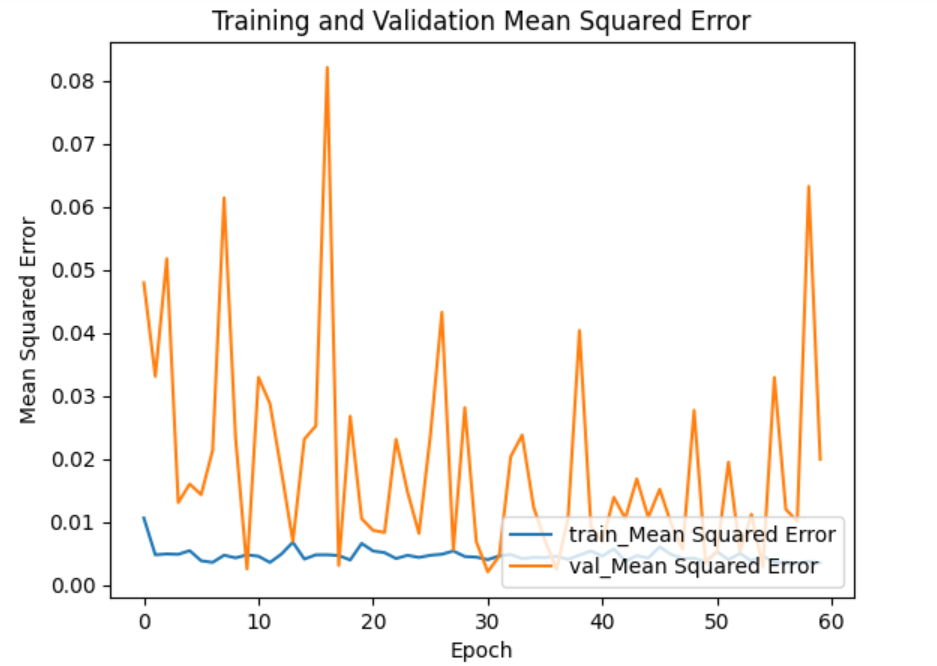 Training and Validation Mean Squared Error
Mean Squared Error
0.08
0.07
0.06
0.05
0.04
0.03
0.02
0.01
0.00
train_Mean Squared Error
val_Mean Squared Error
0 10 20 30 40 50 60
Epoch